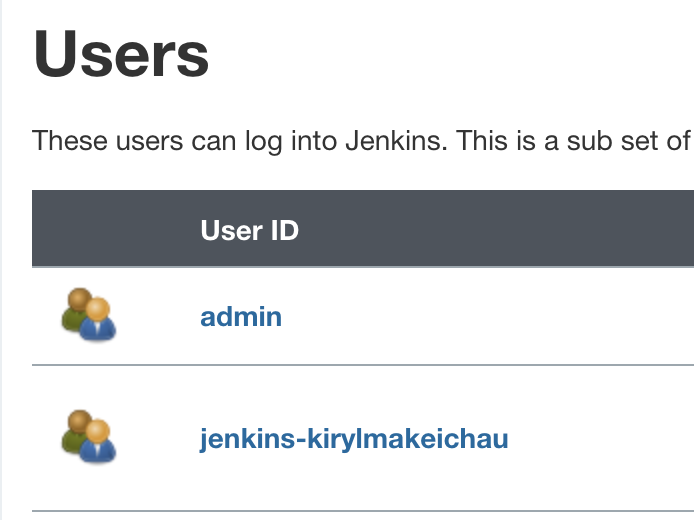 Users
These users can log into Jenkins. This is a sub set of
User ID
admin
jenkins-kirylmakeichau